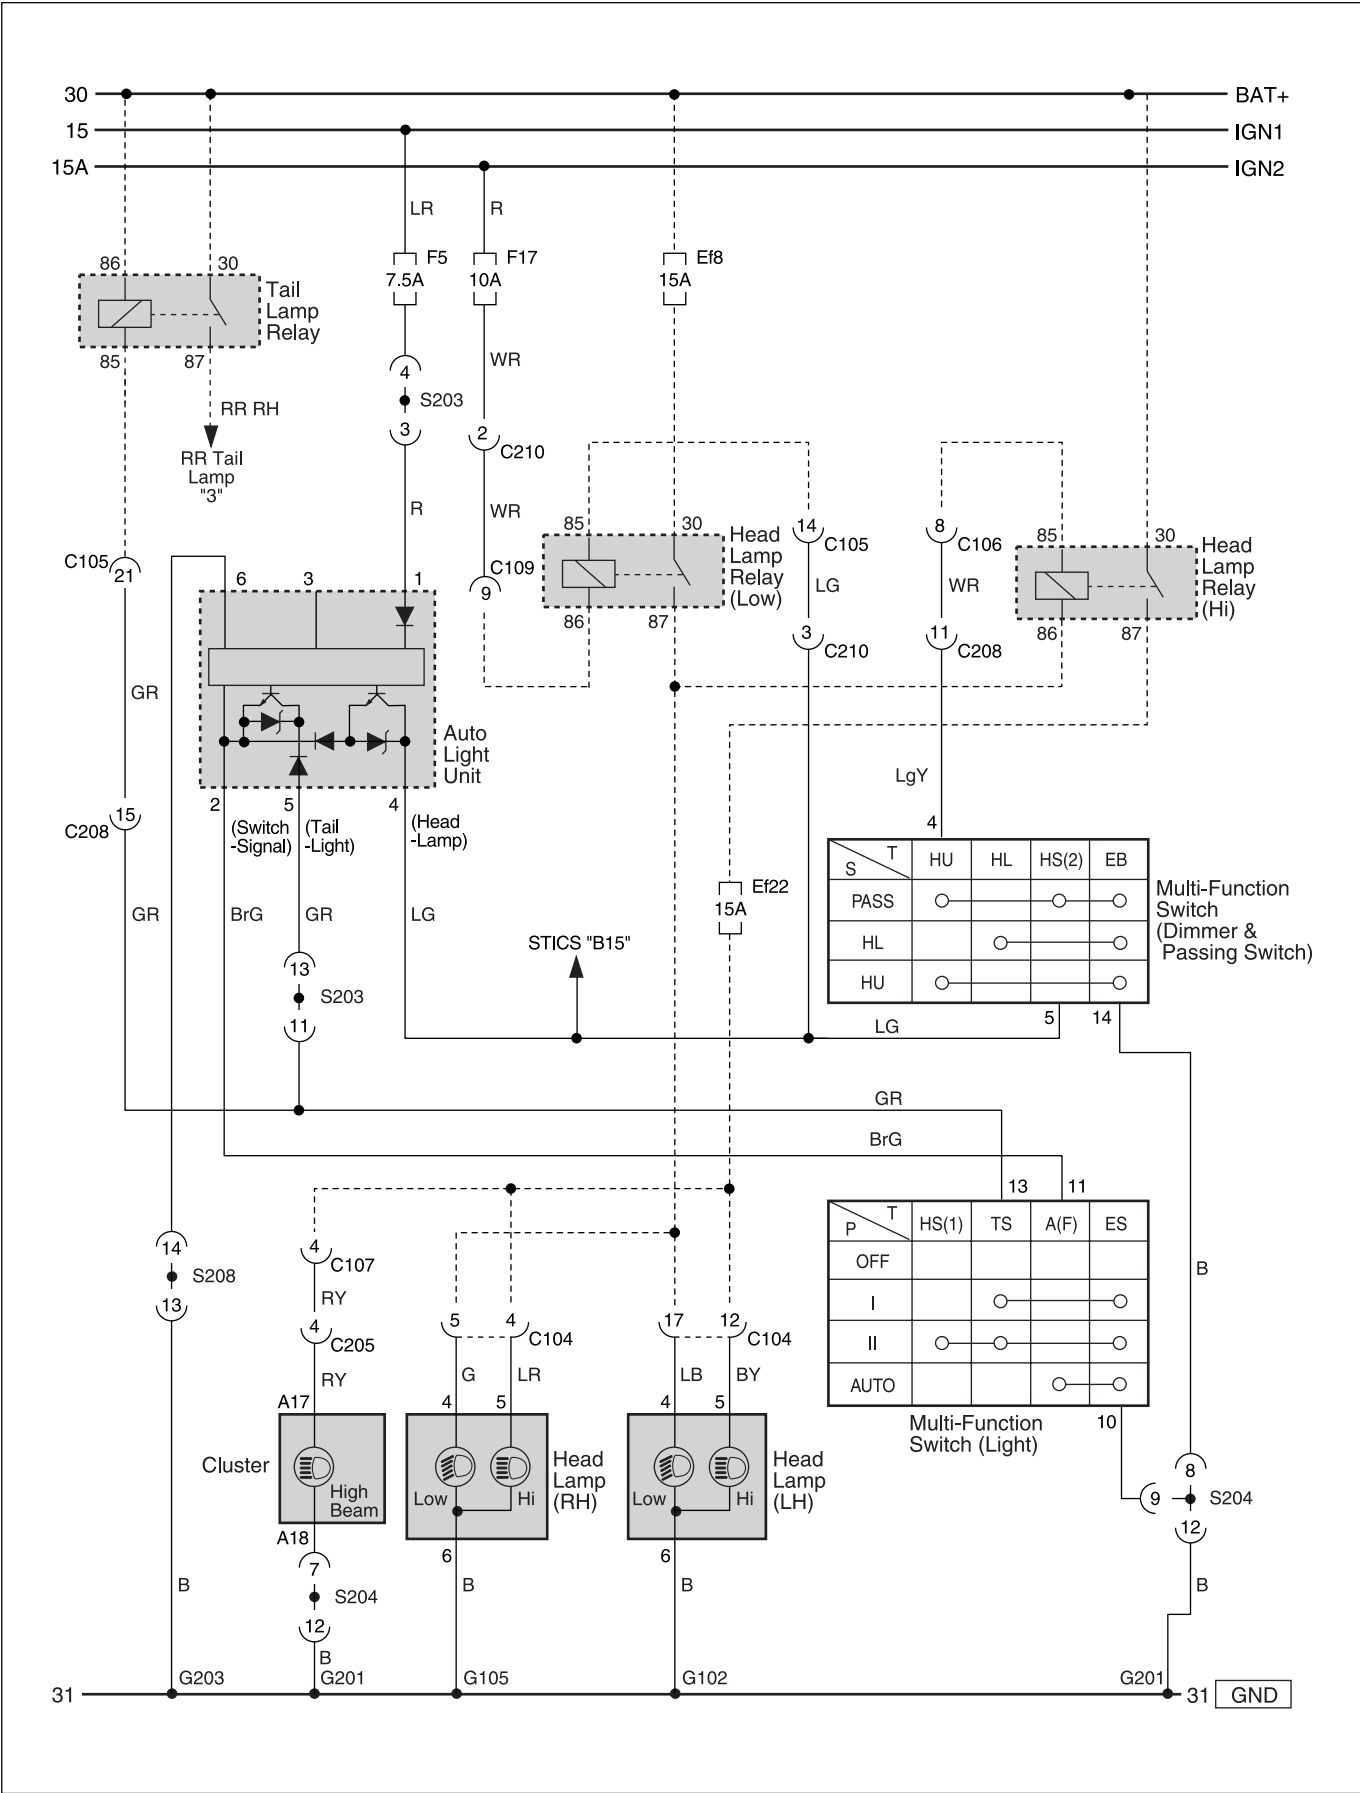 30
BAT+
15
IGN1
15A
IGN2
LR
R
F5
7.5A
F17
10A
Ef8
15A
86
30
Tail
Lamp
Relay
85
87
WR
4
S203
3
RR RH
RR Tail
Lamp
"3"
2
C210
R
WR
C105
21
C109
9
85
30
Head
Lamp
Relay
(Low)
86
87
14
C105
LG
3
C210
8
C106
WR
11
C208
85
30
Head
Lamp
Relay
(Hi)
86
87
6
3
1
GR
Auto
Light
Unit
2
5
4
(Switch
-Signal)
(Tail
-Light)
(Head
-Lamp)
15
C208
LgY
4
S
T
HU
HL
HS(2)
EB
PASS
HL
HU
Multi-Function
Switch
(Dimmer &
Passing Switch)
5
14
Ef22
15A
GR
BrG
GR
LG
STICS "B15"
13
S203
11
LG
GR
BrG
13
11
P
T
HS(1)
TS
A(F)
ES
OFF
I
II
AUTO
Multi-Function
Switch (Light)
10
B
14
S208
13
4
C107
RY
4
C205
RY
5
4
C104
17
12
C104
G
LR
LB
BY
A17
4
5
4
5
Cluster
High
Beam
Low
Hi
Head
Lamp
(RH)
Low
Hi
Head
Lamp
(LH)
A18
6
6
8
9
S204
12
7
S204
12
B
B
B
B
B
G203
G201
G105
G102
G201
31
31
GND